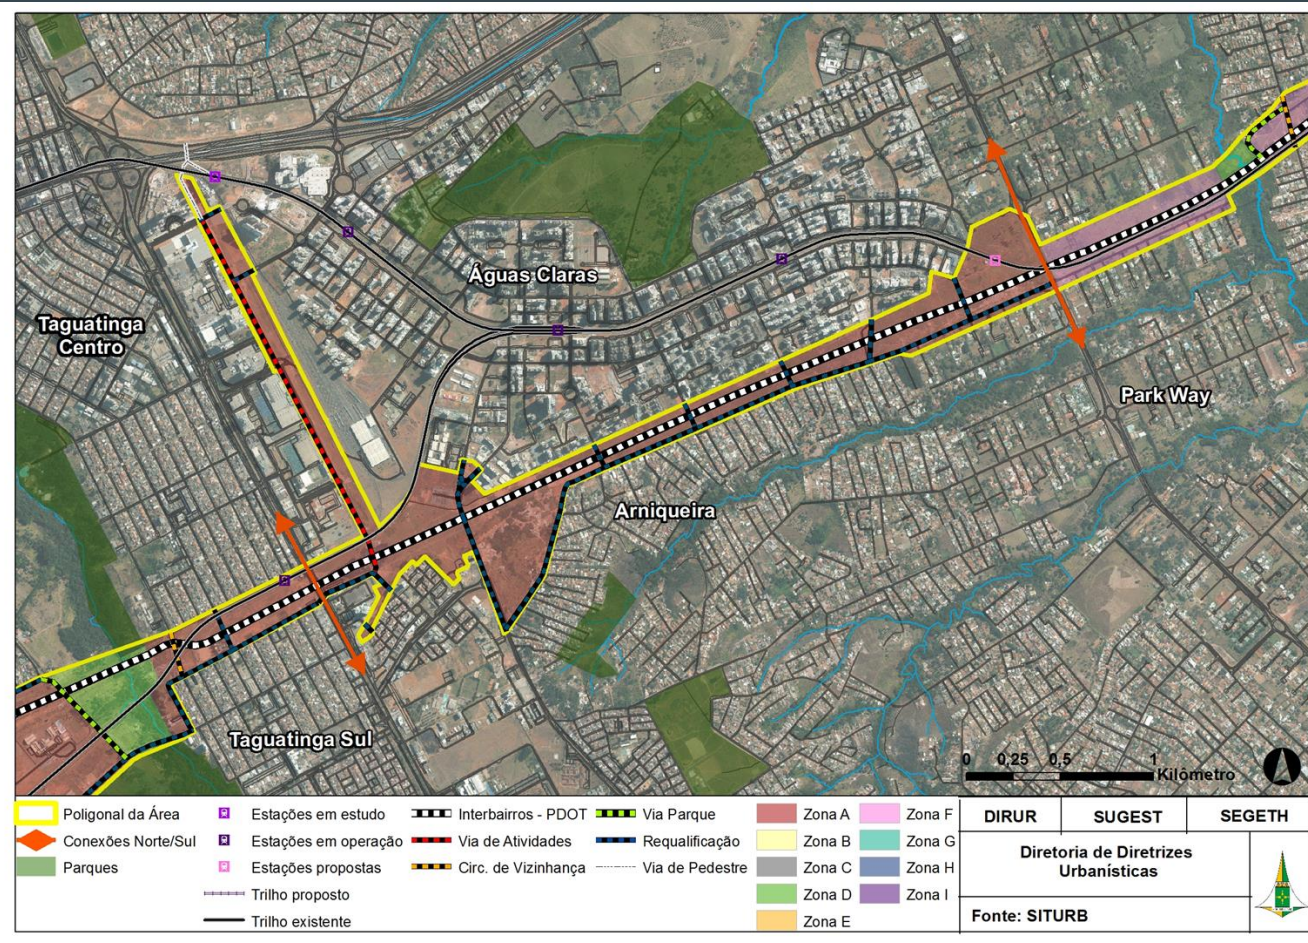 Águas Claras
Taguatinga
Centro
Park Way
Arniqueira
Taguatinga Sul
0 0,25 0,5 1
Kilômetro
Poligonal da Área
Conexões Norte/Sul
Parques
Estações em estudo
Estações em operação
Estações propostas
Trilho proposto
Trilho existente
Interbairros - PDOT
Via de Atividades
Circ. de Vizinhança
Via Parque
Requalificação
Via de Pedestre
Zona A
Zona B
Zona C
Zona D
Zona E
Zona F
Zona G
Zona H
Zona I
DIRUR SUGEST SEGETH
Diretoria de Diretrizes
Urbanísticas
Fonte: SITURB